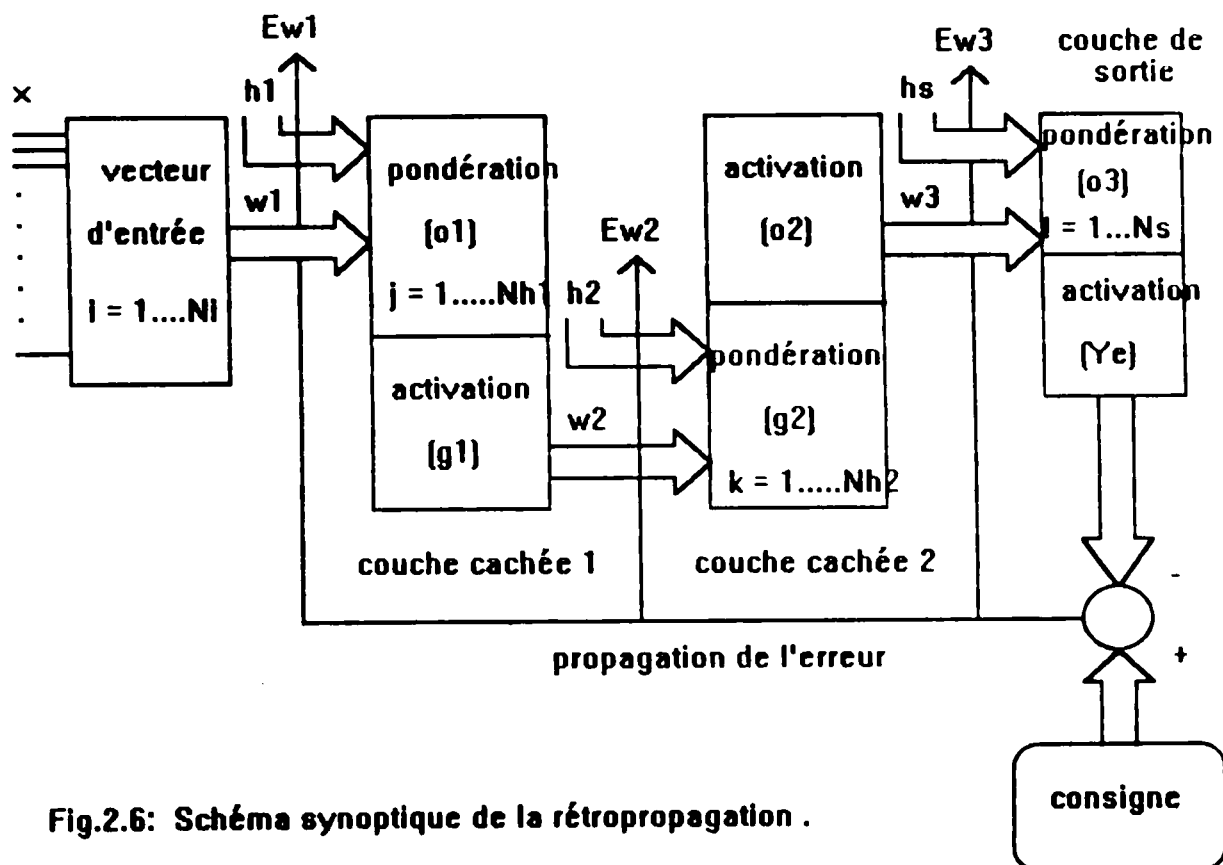 Ew1
Ew3
couche de
sortie
x
h1
hs
vecteur
d'entrée
i = 1....Ni
w1
pondération
(o1)
j = 1.....Nh1
activation
(g1)
Ew2
h2
w2
activation
(o2)
pondération
(g2)
k = 1.....Nh2
w3
pondération
(o3)
l = 1...Ns
activation
(Ye)
couche cachée 1
couche cachée 2
-
propagation de l'erreur
+
consigne
Fig.2.6: Schéma synoptique de la rétropropagation .